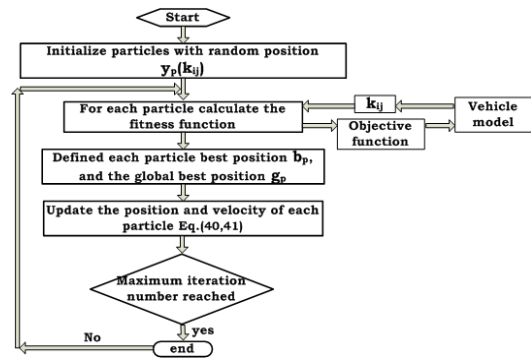 Start
Initialize particles with random position
yp(kij)
For each particle calculate the
fitness function
kij
Vehicle
model
Objective
function
Defined each particle best position bp,
and the global best position gp
Update the position and velocity of each
particle Eq.(40,41)
Maximum iteration
number reached
No
yes
end